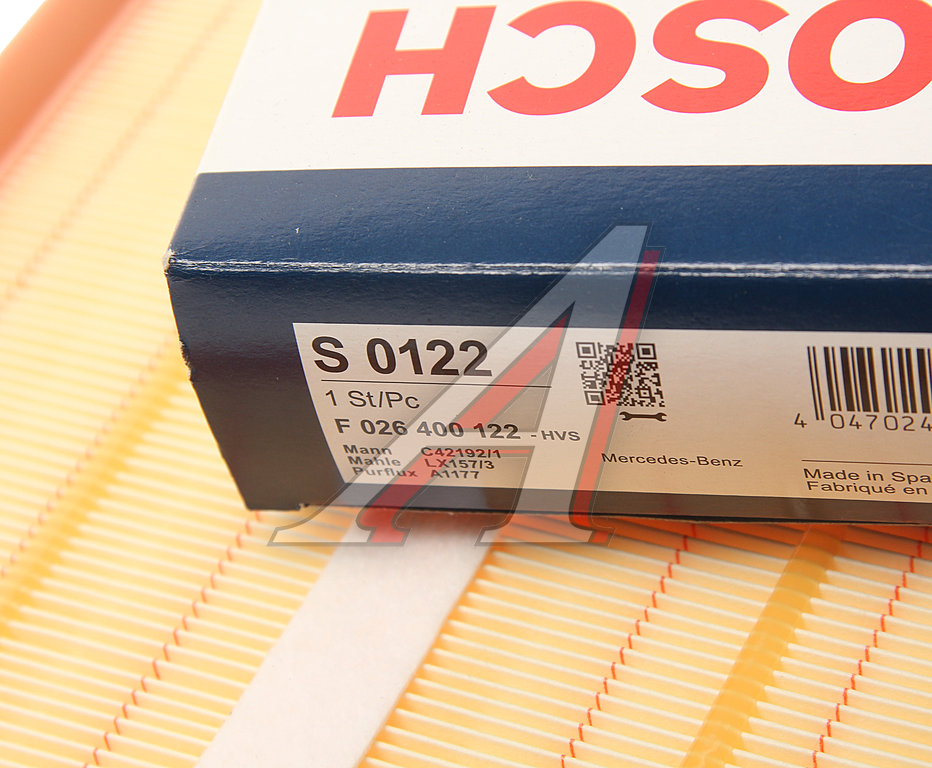 HCSO
S 0122
1 St/Pc
F 026 400 122 - HVS
Mann C42192/1
Mahle LX157/3
Purflux A1177
Mercedes-Benz
4 047024
Made in Spa
Fabriqué en